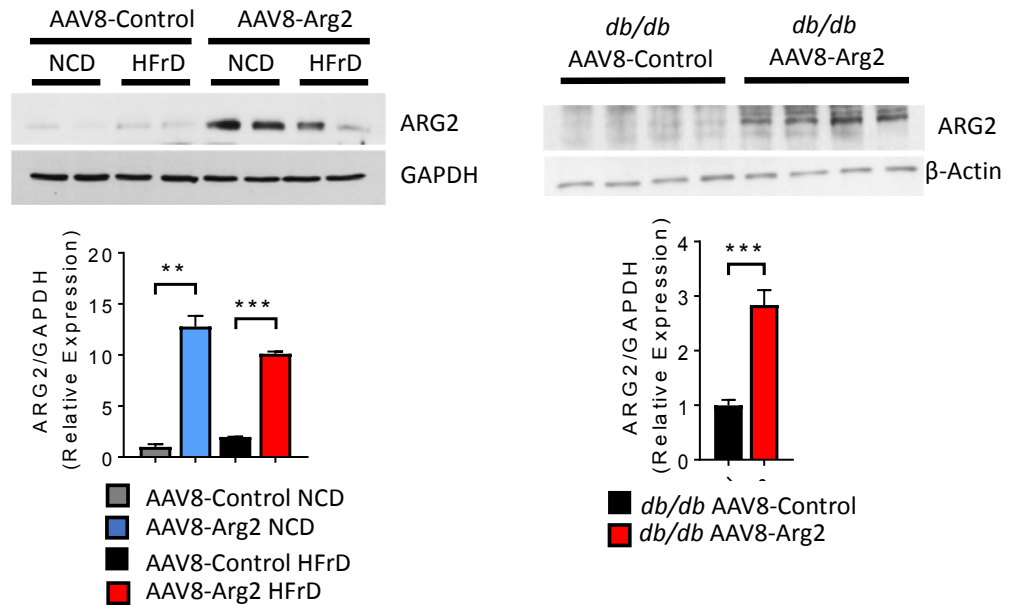 AAV8-Control AAV8-Arg2
NCD HFrD NCD HFrD
ARG2
GAPDH
ARG2/GAPDH
(Relative Expression)
20
15
10
5
0
**
***
AAV8-Control NCD
AAV8-Arg2 NCD
AAV8-Control HFrD
AAV8-Arg2 HFrD
db/db db/db
AAV8-Control AAV8-Arg2
ARG2
β-Actin
ARG2/GAPDH
(Relative Expression)
4
3
2
1
0
***
db/db AAV8-Control
db/db AAV8-Arg2